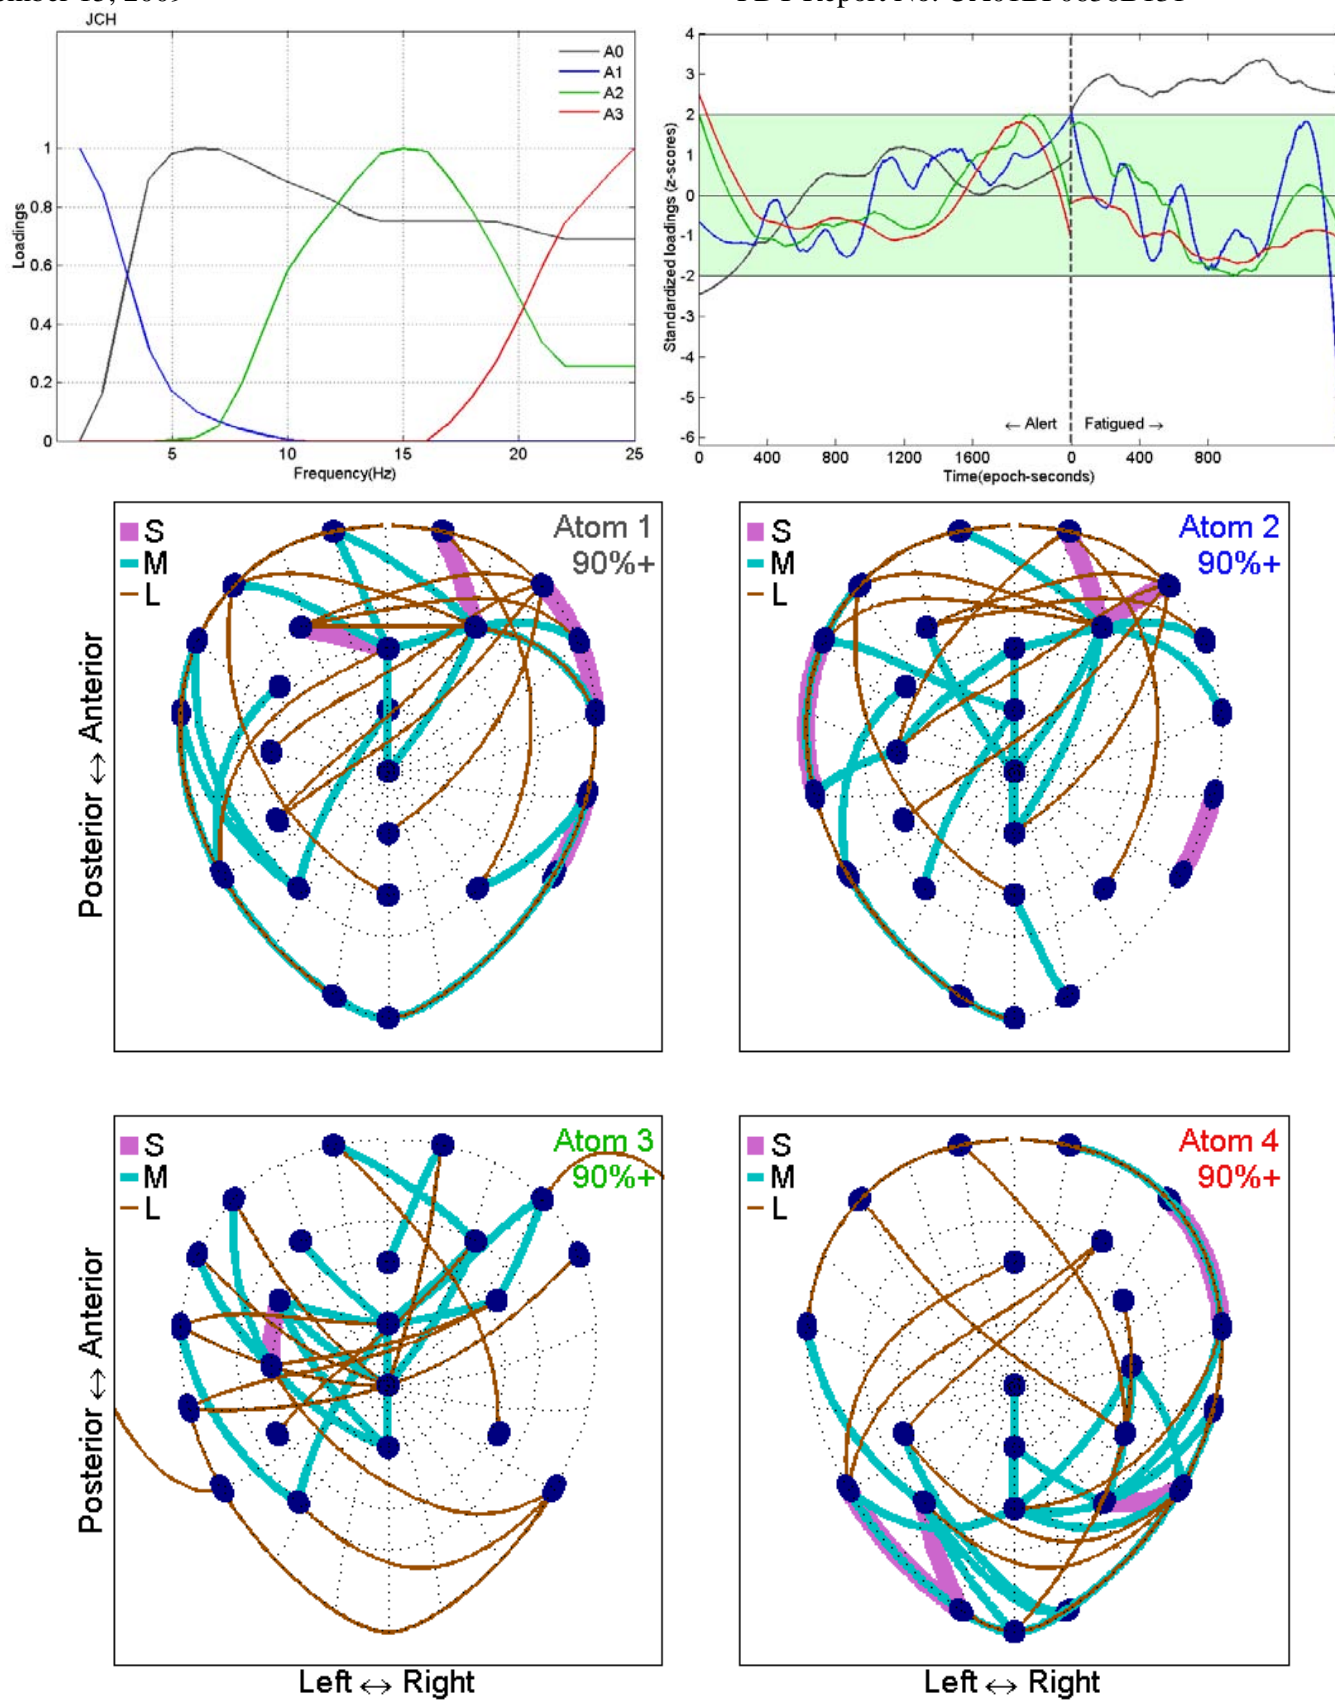 JCH
A0
A1
A2
A3
1
0.8
0.6
0.4
0.2
0
5
10
15
20
25
Loadings
Frequency(Hz)
4
3
2
1
0
-1
-2
-3
-4
-5
-6
Standardized loadings (z-scores)
← Alert
Fatigued →
0
400
800
1200
1600
0
400
800
Time(epoch-seconds)
S
M
L
Atom 1
90%+
Posterior ↔ Anterior
S
M
L
Atom 2
90%+
S
M
L
Atom 3
90%+
Posterior ↔ Anterior
Left ↔ Right
S
M
L
Atom 4
90%+
Left ↔ Right